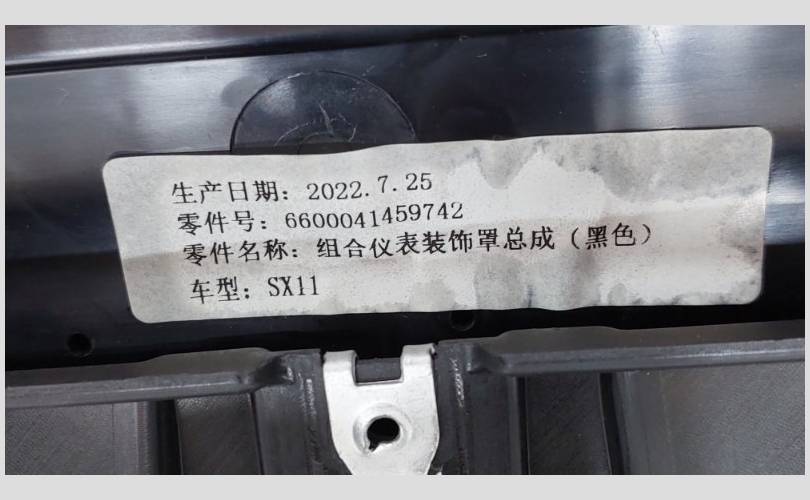 生产日期：2022.7.25
零件号：6600041459742
零件名称：组合仪表装饰罩总成（黑色）
车型：SX11